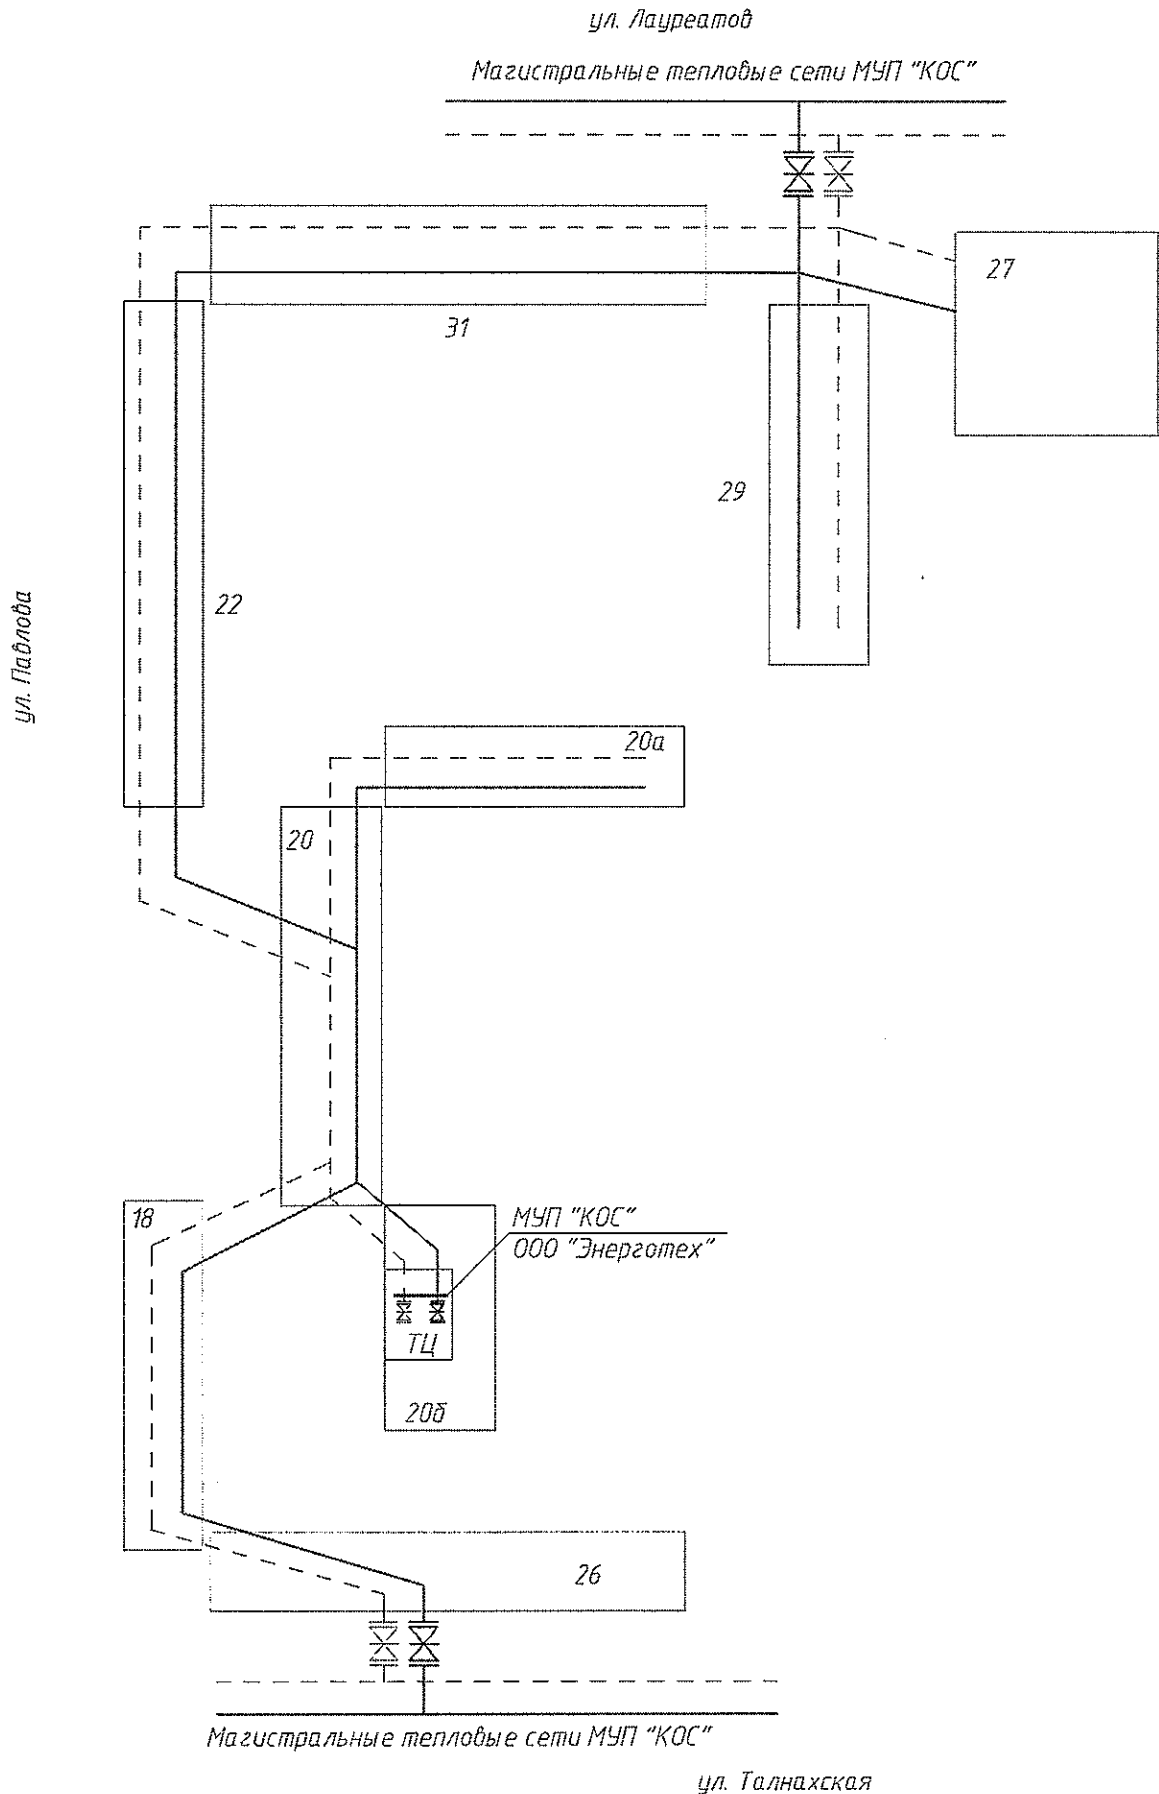 ул. Лауреатов
Магистральные тепловые сети МУП "КОС"
27
31
29
22
ул. Павлова
20а
20
18
МУП "КОС"
ООО "Энерготех"
ТЦ
20б
26
Магистральные тепловые сети МУП "КОС"
ул. Талнахская